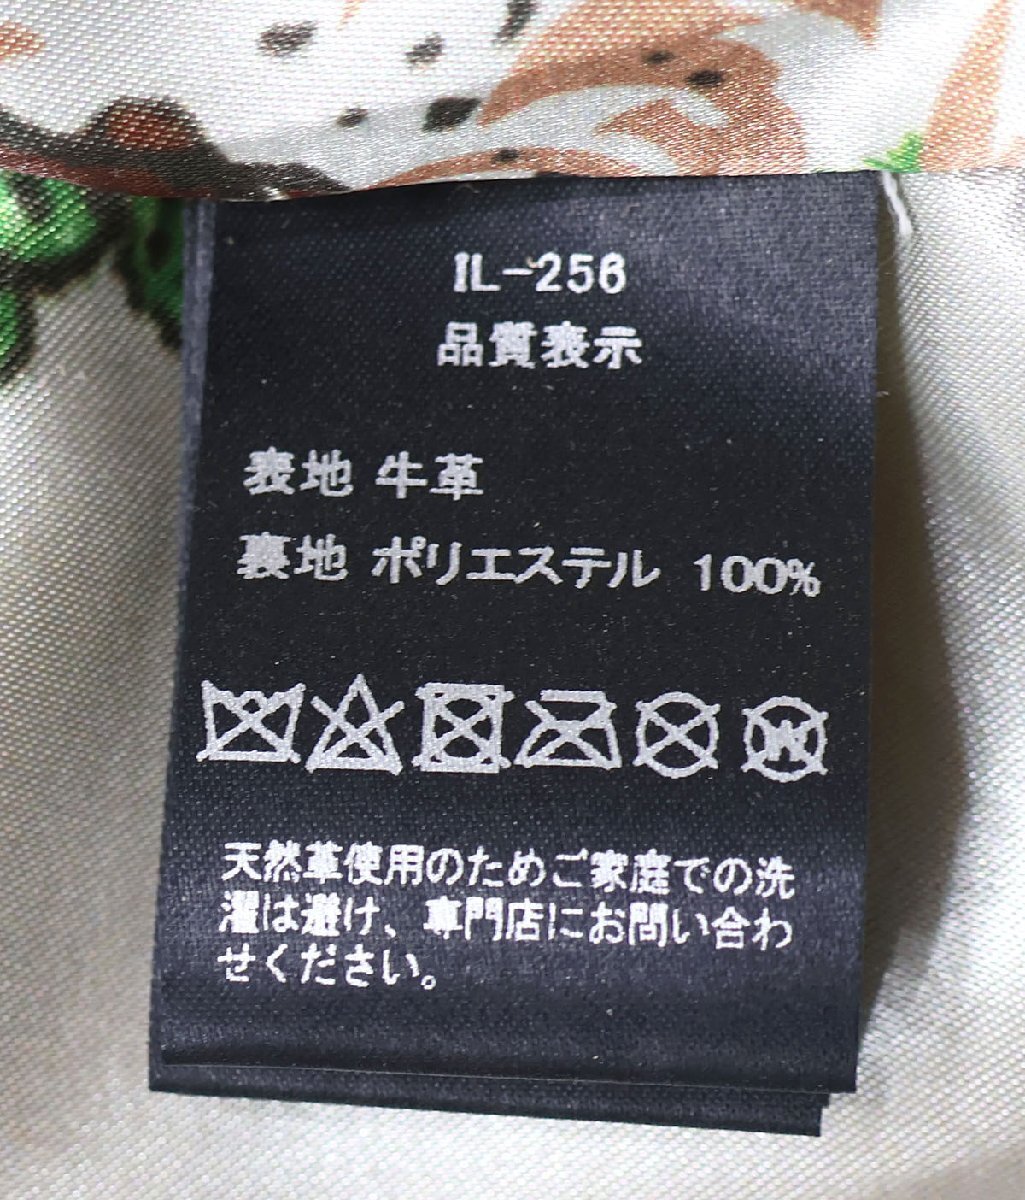 IL-256
品質表示
表地 牛革
裏地 ポリエステル 100%
W
天然革使用のためご家庭での洗
濯は避け、専門店にお問い合わ
せください。